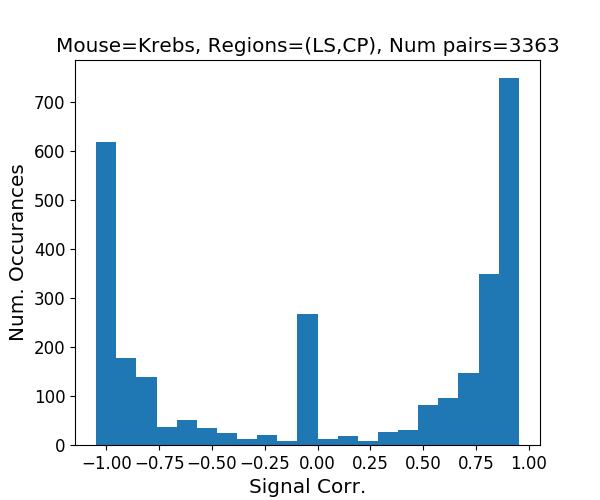 Mouse=Krebs, Regions=(LS,CP), Num pairs=3363
700
600
500
400
300
200
100
0
Num. Occurances
−1.00 −0.75 −0.50 −0.25 0.00 0.25 0.50 0.75 1.00
Signal Corr.